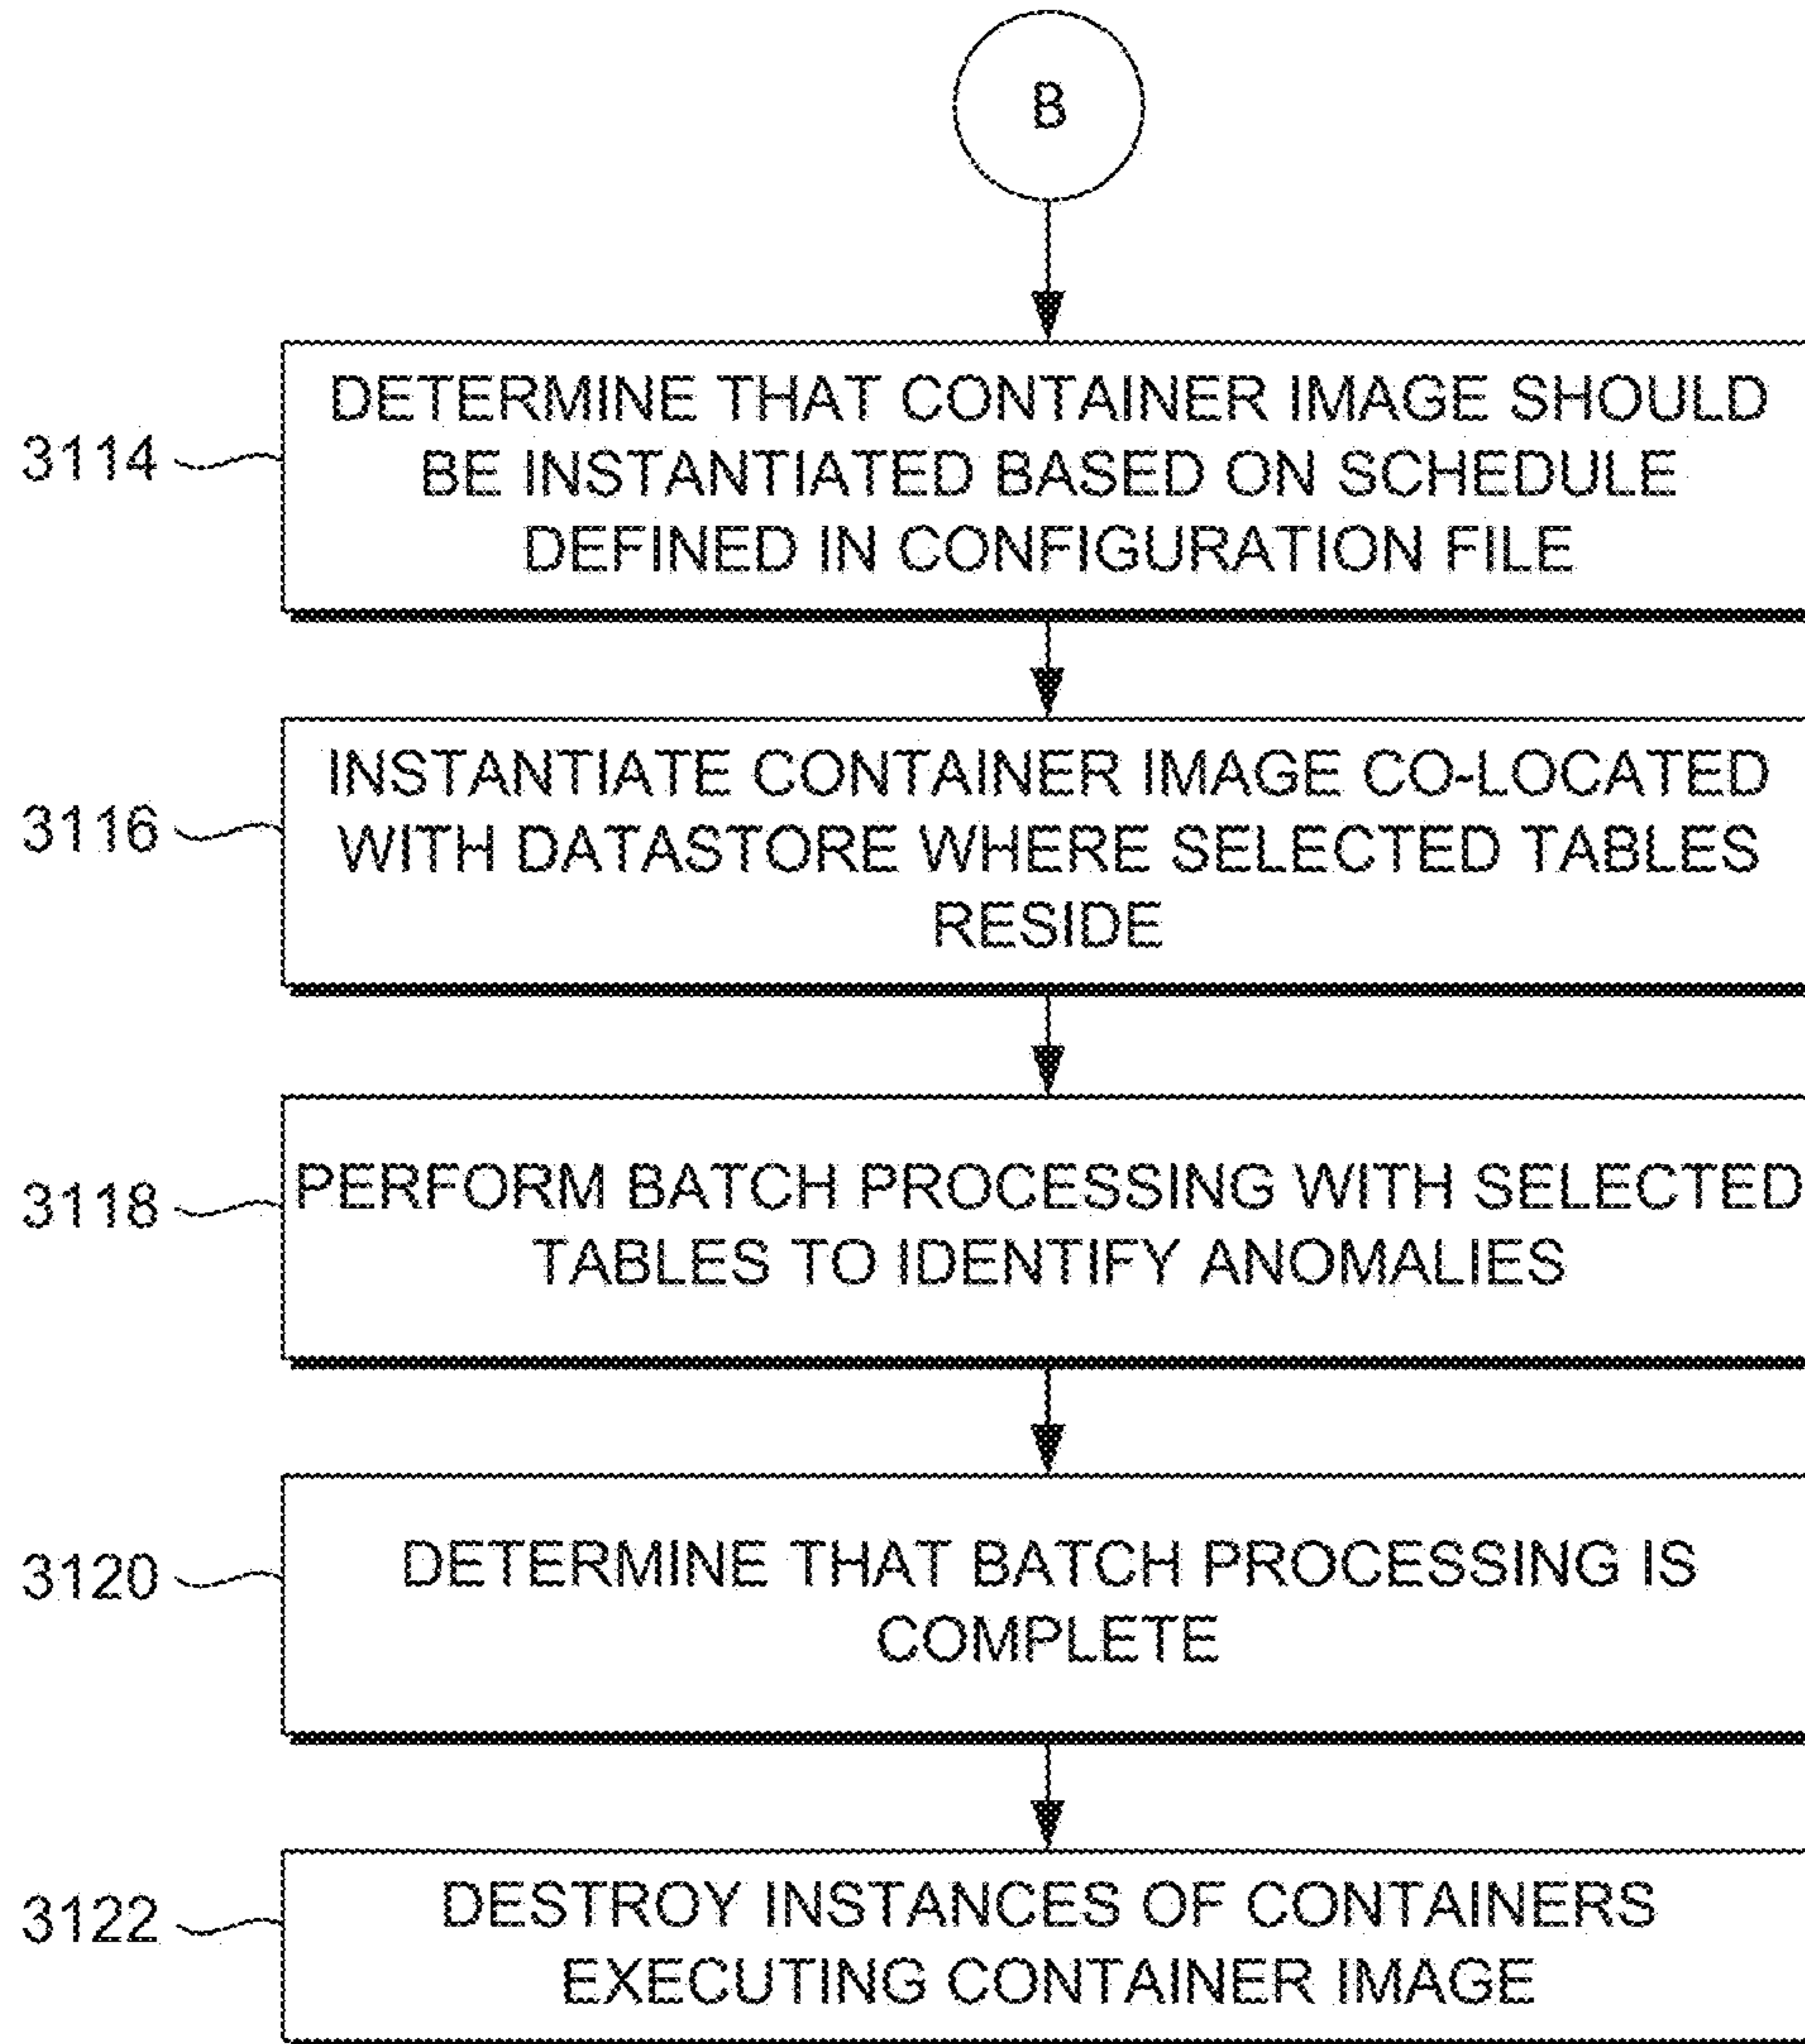 B
DETERMINE THAT CONTAINER IMAGE SHOULD
3114
BE INSTANTIATED BASED ON SCHEDULE
DEFINED IN CONFIGURATION FILE
INSTANTIATE CONTAINER IMAGE CO-LOCATED
3116
WITH DATASTORE WHERE SELECTED TABLES
RESIDE
3118
PERFORM BATCH PROCESSING WITH SELECTED
TABLES TO IDENTIFY ANOMALIES
3120
DETERMINE THAT BATCH PROCESSING IS
COMPLETE
3122
DESTROY INSTANCES OF CONTAINERS
EXECUTING CONTAINER IMAGE